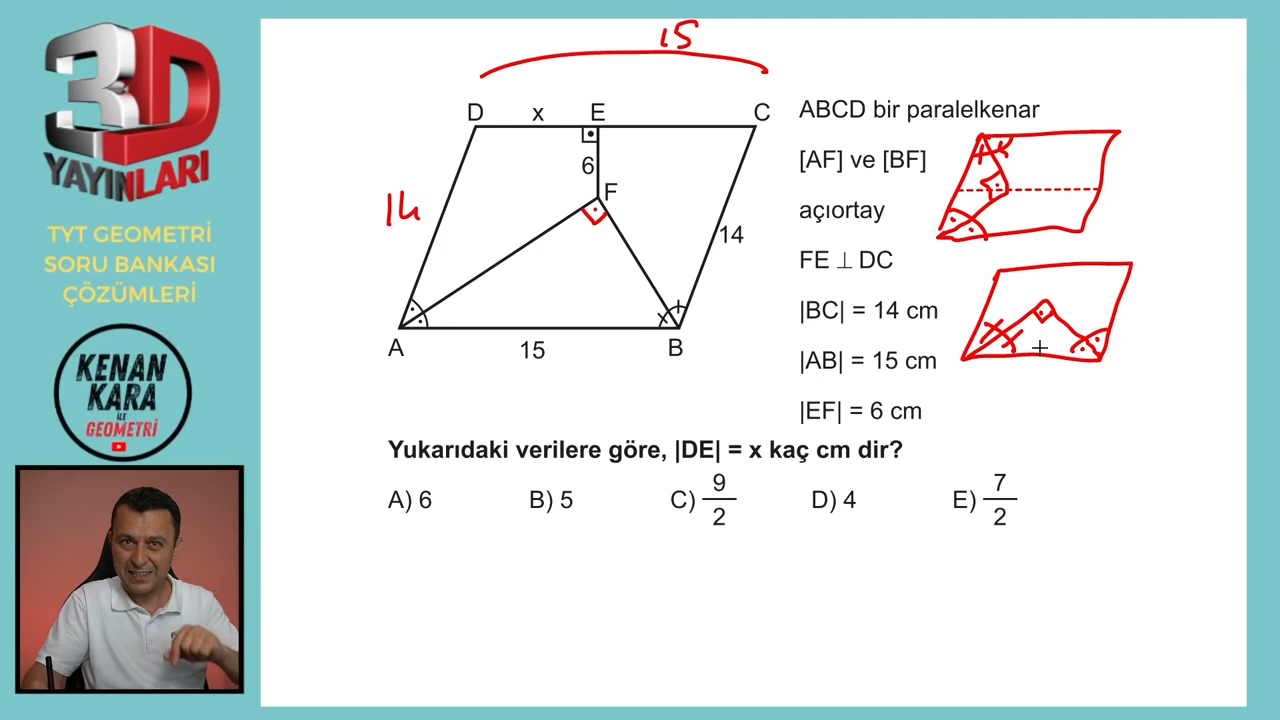 3D
YAYINLARI
TYT GEOMETRİ
SORU BANKASI
ÇÖZÜMLERİ
KENAN
KARA
İLE
GEOMETRİ
15
D x E C
6
F
14
14
A 15 B
ABCD bir paralelkenar
[AF] ve [BF]
açıortay
FE ⊥ DC
|BC| = 14 cm
|AB| = 15 cm
|EF| = 6 cm
Yukarıdaki verilere göre, |DE| = x kaç cm dir?
A) 6 B) 5 C) 9/2 D) 4 E) 7/2